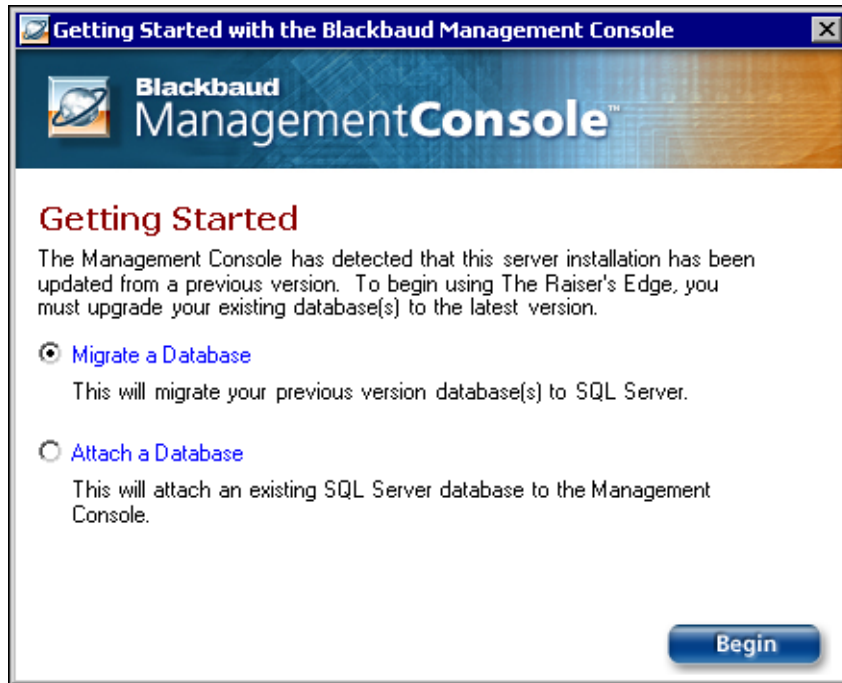 Getting Started with the Blackbaud Management Console
Blackbaud
ManagementConsole™
Getting Started
The Management Console has detected that this server installation has been
updated from a previous version. To begin using The Raiser's Edge, you
must upgrade your existing database(s) to the latest version.
Migrate a Database
This will migrate your previous version database(s) to SQL Server.
Attach a Database
This will attach an existing SQL Server database to the Management
Console.
Begin